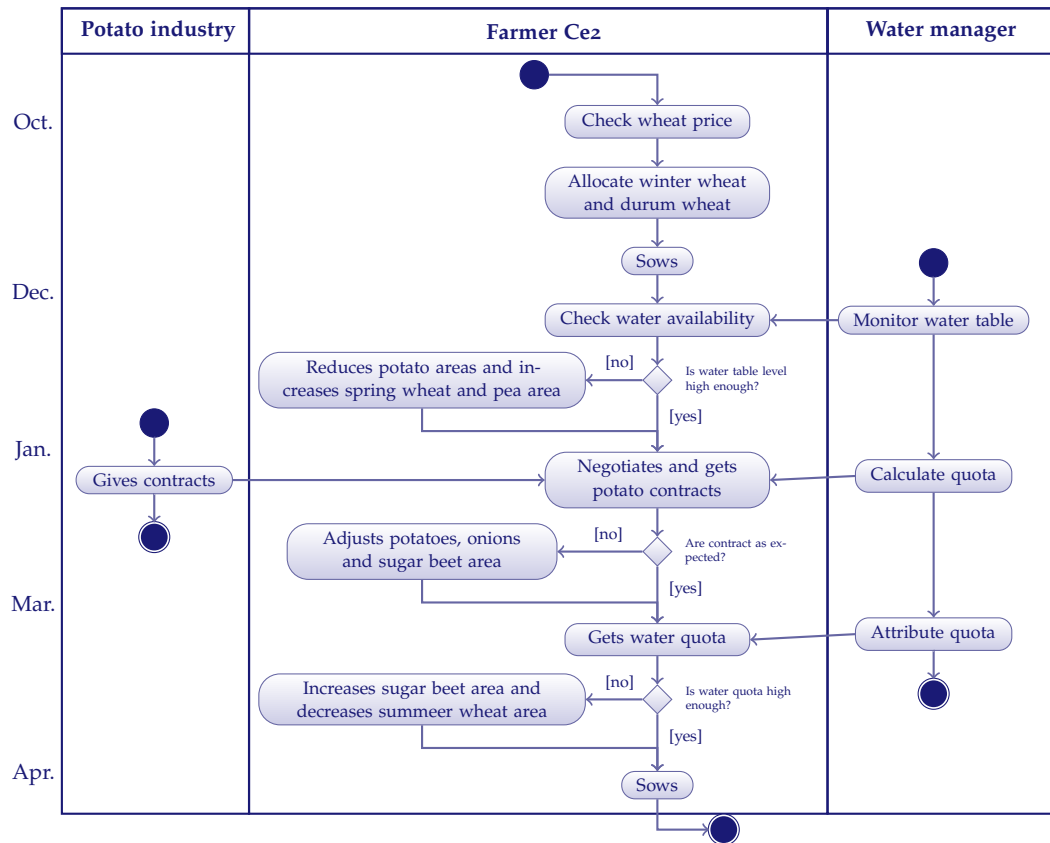 Potato industry
Farmer Ce2
Water manager
Oct.
Check wheat price
Allocate winter wheat
and durum wheat
Sows
Dec.
Check water availability
Monitor water table
Reduces potato areas and in-
creases spring wheat and pea area
[no]
Is water table level
high enough?
[yes]
Jan.
Gives contracts
Negotiates and gets
potato contracts
Calculate quota
Adjusts potatoes, onions
and sugar beet area
[no]
Are contract as ex-
pected?
[yes]
Mar.
Gets water quota
Attribute quota
Increases sugar beet area and
decreases summeer wheat area
[no]
Is water quota high
enough?
[yes]
Apr.
Sows